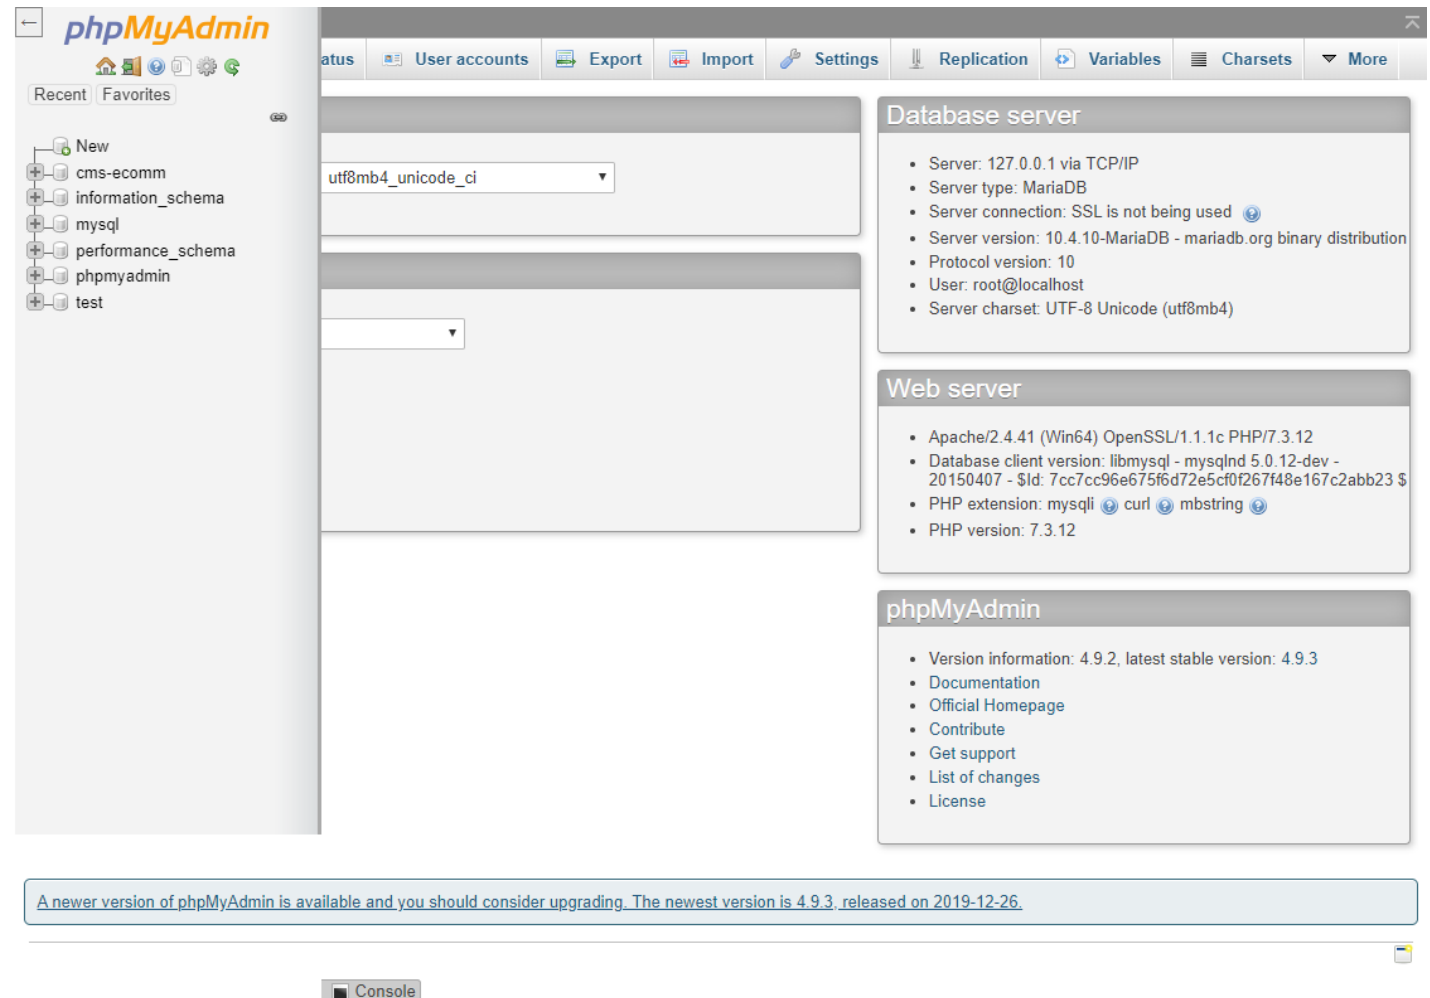 phpMyAdmin
Recent Favorites
New
cms-ecomm
information_schema
mysql
performance_schema
phpmyadmin
test
atus User accounts Export Import Settings Replication Variables Charsets More
utf8mb4_unicode_ci
Database server
Server: 127.0.0.1 via TCP/IP
Server type: MariaDB
Server connection: SSL is not being used
Server version: 10.4.10-MariaDB - mariadb.org binary distribution
Protocol version: 10
User: root@localhost
Server charset: UTF-8 Unicode (utf8mb4)
Web server
Apache/2.4.41 (Win64) OpenSSL/1.1.1c PHP/7.3.12
Database client version: libmysql - mysqlnd 5.0.12-dev -
20150407 - $Id: 7cc7cc96e675f6d72e5cf0f267f48e167c2abb23 $
PHP extension: mysqli curl mbstring
PHP version: 7.3.12
phpMyAdmin
Version information: 4.9.2, latest stable version: 4.9.3
Documentation
Official Homepage
Contribute
Get support
List of changes
License
A newer version of phpMyAdmin is available and you should consider upgrading. The newest version is 4.9.3, released on 2019-12-26.
Console